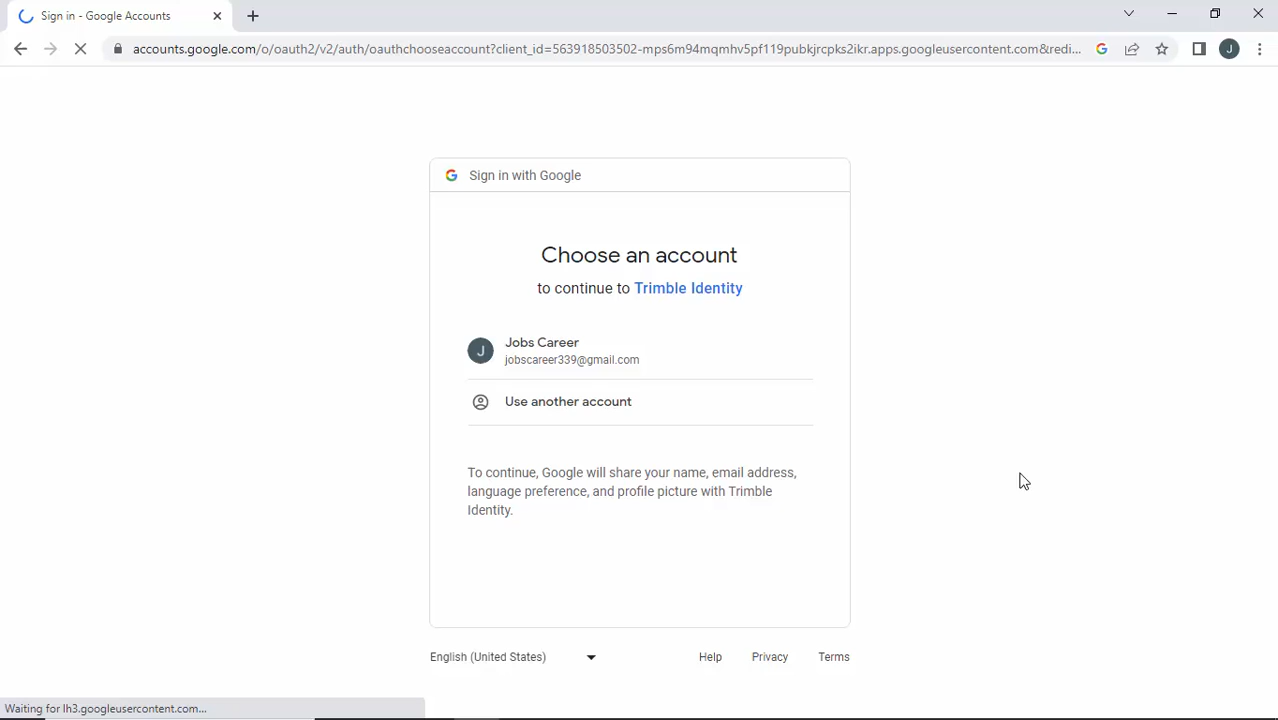 Sign in - Google Accounts
accounts.google.com/o/oauth2/v2/auth/oauthchooseaccount?client_id=563918503502-mps6m94mqmhv5pf119pubkjrcpks2ikr.apps.googleusercontent.com&redi...
J
Sign in with Google
Choose an account
to continue to Trimble Identity
J
Jobs Career
jobscareer339@gmail.com
Use another account
To continue, Google will share your name, email address,
language preference, and profile picture with Trimble
Identity.
English (United States)
Help
Privacy
Terms
Waiting for lh3.googleusercontent.com...